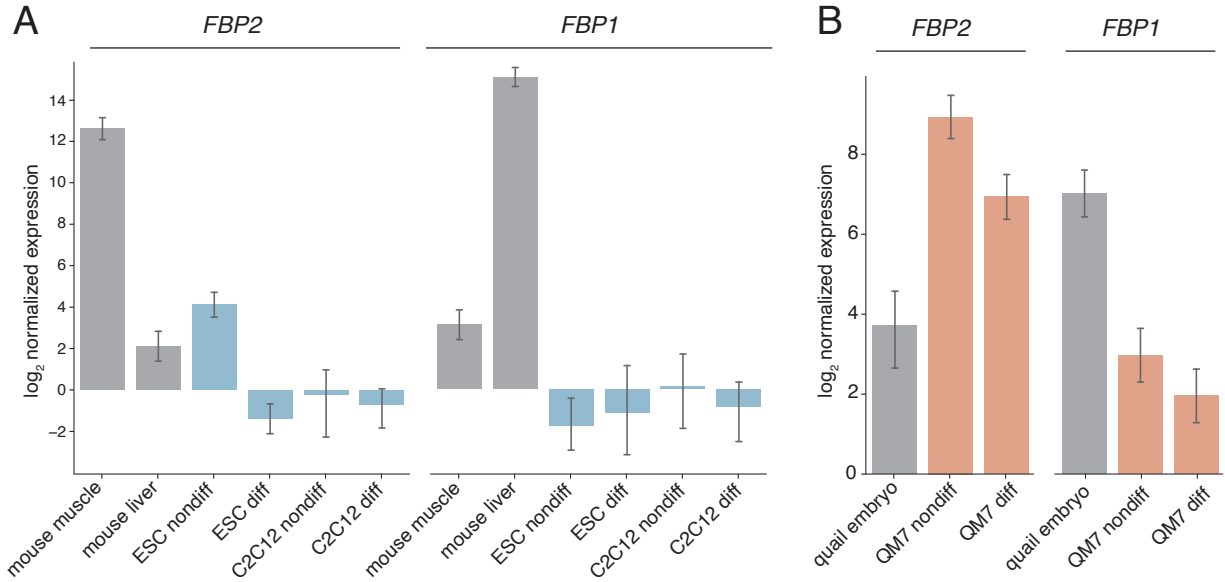 A
FBP2
FBP1
log2 normalized expression
14
12
10
8
6
4
2
0
−2
mouse muscle
mouse liver
ESC nondiff
ESC diff
C2C12 nondiff
C2C12 diff
mouse muscle
mouse liver
ESC nondiff
ESC diff
C2C12 nondiff
C2C12 diff
B
FBP2
FBP1
log2 normalized expression
8
6
4
2
0
quail embryo
QM7 nondiff
QM7 diff
quail embryo
QM7 nondiff
QM7 diff